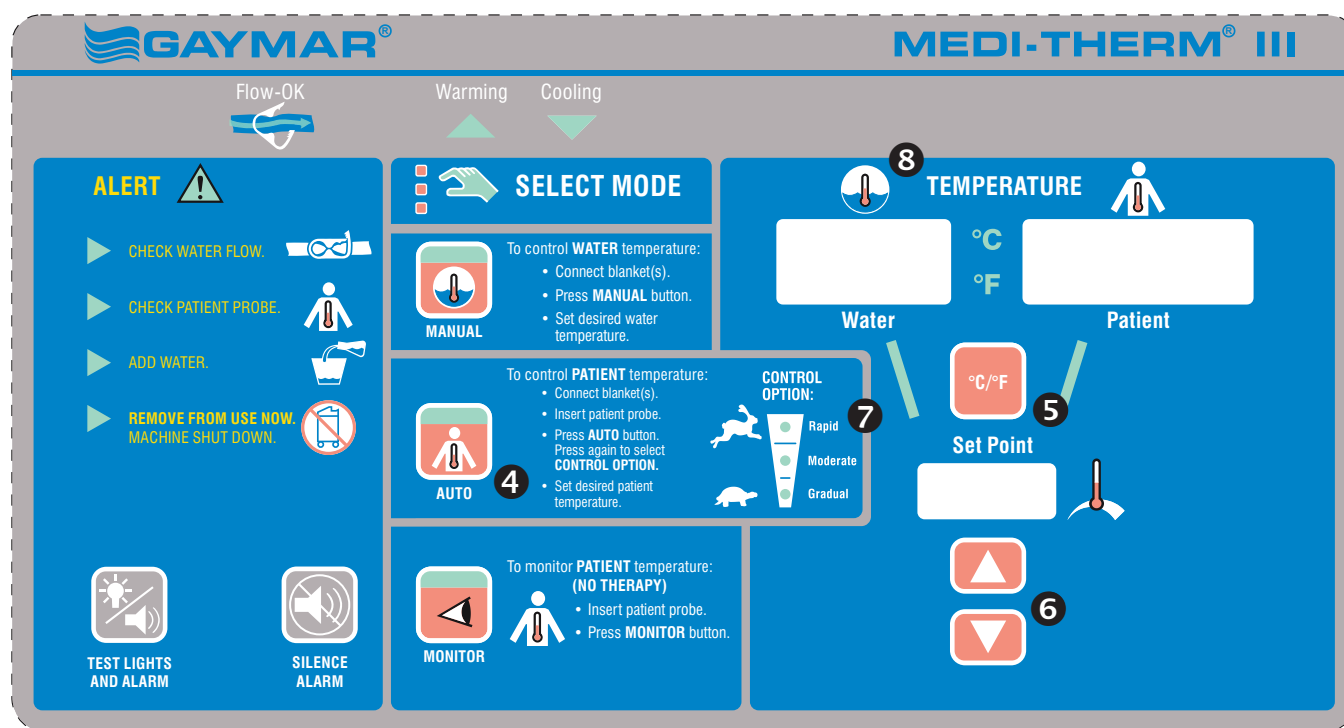 GAYMAR®
MEDI-THERM® III
Flow-OK
Warming
Cooling
ALERT
CHECK WATER FLOW.
CHECK PATIENT PROBE.
ADD WATER.
REMOVE FROM USE NOW.
MACHINE SHUT DOWN.
TEST LIGHTS
AND ALARM
SILENCE
ALARM
SELECT MODE
MANUAL
To control WATER temperature:
• Connect blanket(s).
• Press MANUAL button.
• Set desired water
temperature.
AUTO
4
To control PATIENT temperature:
• Connect blanket(s).
• Insert patient probe.
• Press AUTO button.
Press again to select
CONTROL OPTION.
• Set desired patient
temperature.
CONTROL
OPTION:
7
Rapid
Moderate
Gradual
MONITOR
To monitor PATIENT temperature:
(NO THERAPY)
• Insert patient probe.
• Press MONITOR button.
8
TEMPERATURE
°C
°F
Water
Patient
°C/°F
5
Set Point
6